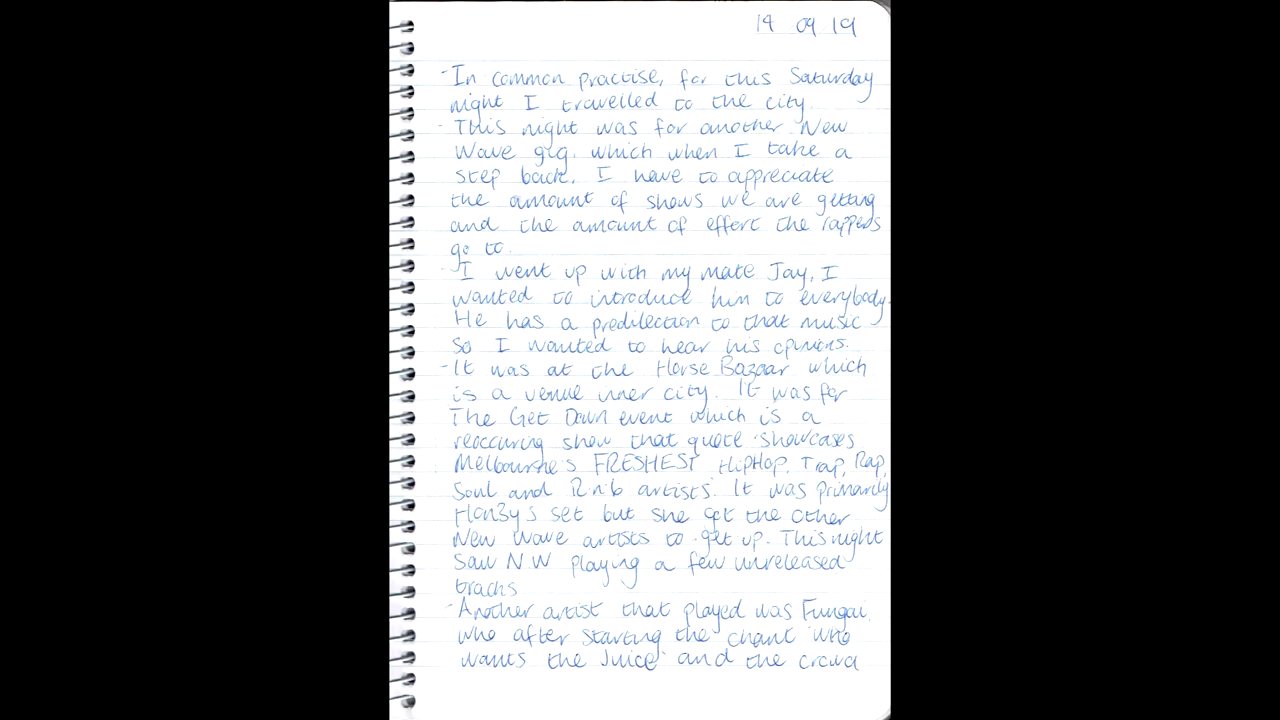 14 09 19
- In common practise, for this Saturday
night I travelled to the city.
- This night was for another New
Wave gig. which when I take a
step back. I have to appreciate
the amount of shows we are getting
and the amount of effort the rappers
go to.
- I went up with my mate Jay, I
wanted to introduce him to everybody.
He has a predilection to that music
so I wanted to hear his opinions.
- It was at the Horse Bazaar which
is a venue inner city. It was for
The Get Down event which is a
reoccuring show that quote 'showcases
Melbourne's FRESHEST HipHop, Trap, Rap,
Soul and Rnb artists'. It was primarily
set but she got the other
New Wave artists to get up. This night
saw NW playing a few unreleased
tracks
- Another artist that played was Fungai.
who after starting the chant 'who
wants the Juice' and the crowd